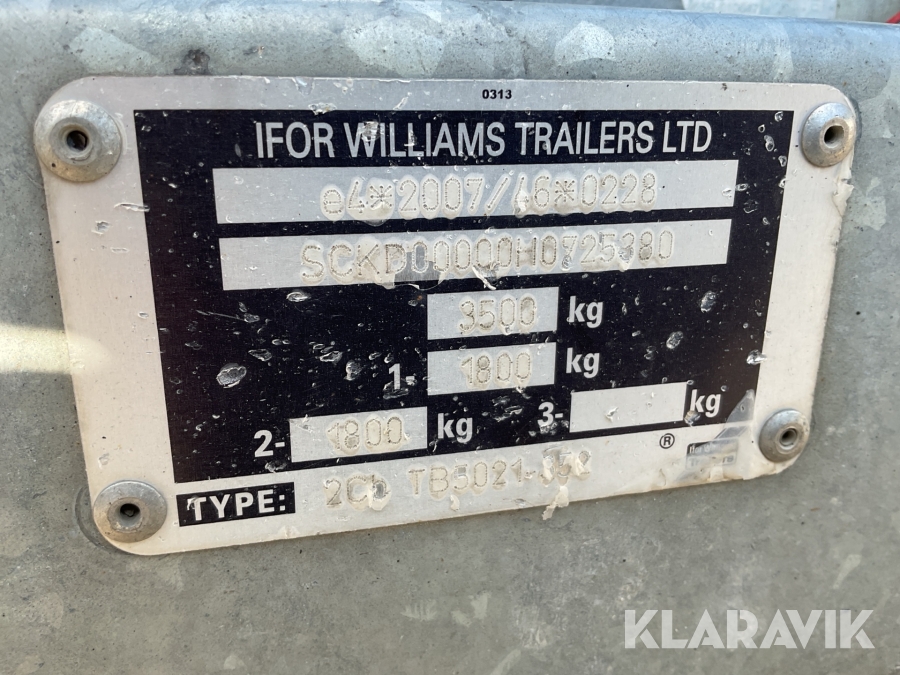 0313
IFOR WILLIAMS TRAILERS LTD
e4*2007/46*0228
SCKD00000H0725380
3500 kg
1- 1800 kg
2- 1800 kg 3- kg
®
TYPE: TB5021-
KLARAVIK